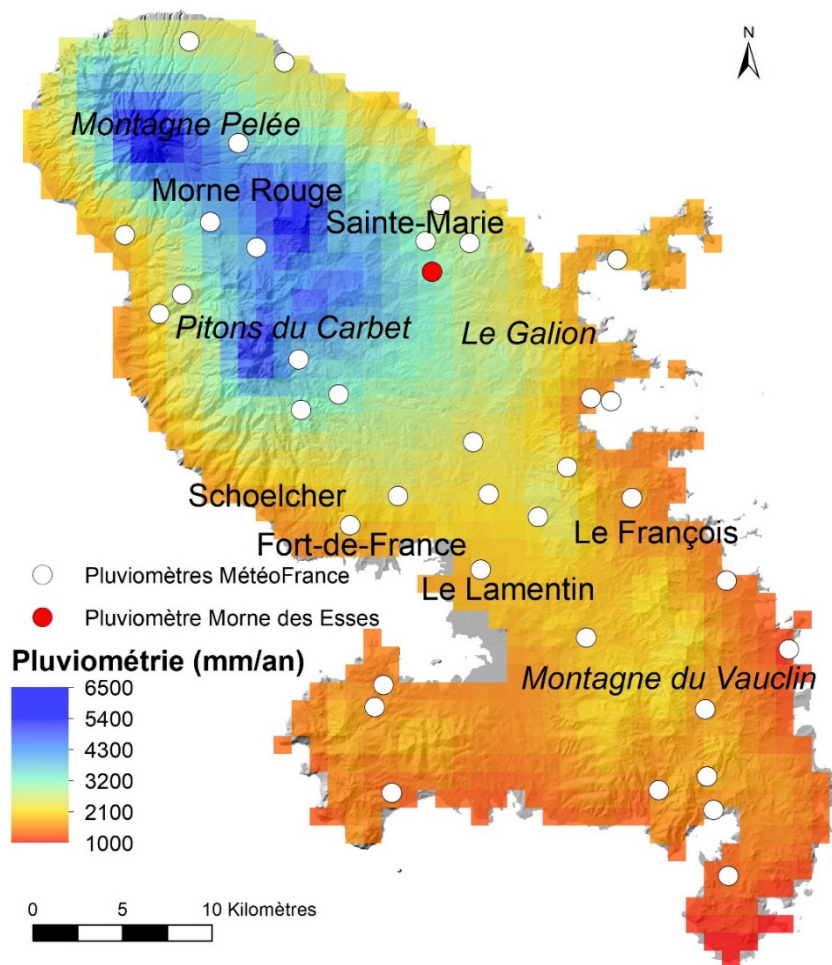 N
Montagne Pelée
Morne Rouge
Sainte-Marie
Pitons du Carbet
Le Galion
Schoelcher
Fort-de-France
Le François
Le Lamentin
Pluviomètres MétéoFrance
Pluviomètre Morne des Esses
Pluviométrie (mm/an)
6500
5400
4300
3200
2100
1000
Montagne du Vauclin
0 5 10 Kilomètres